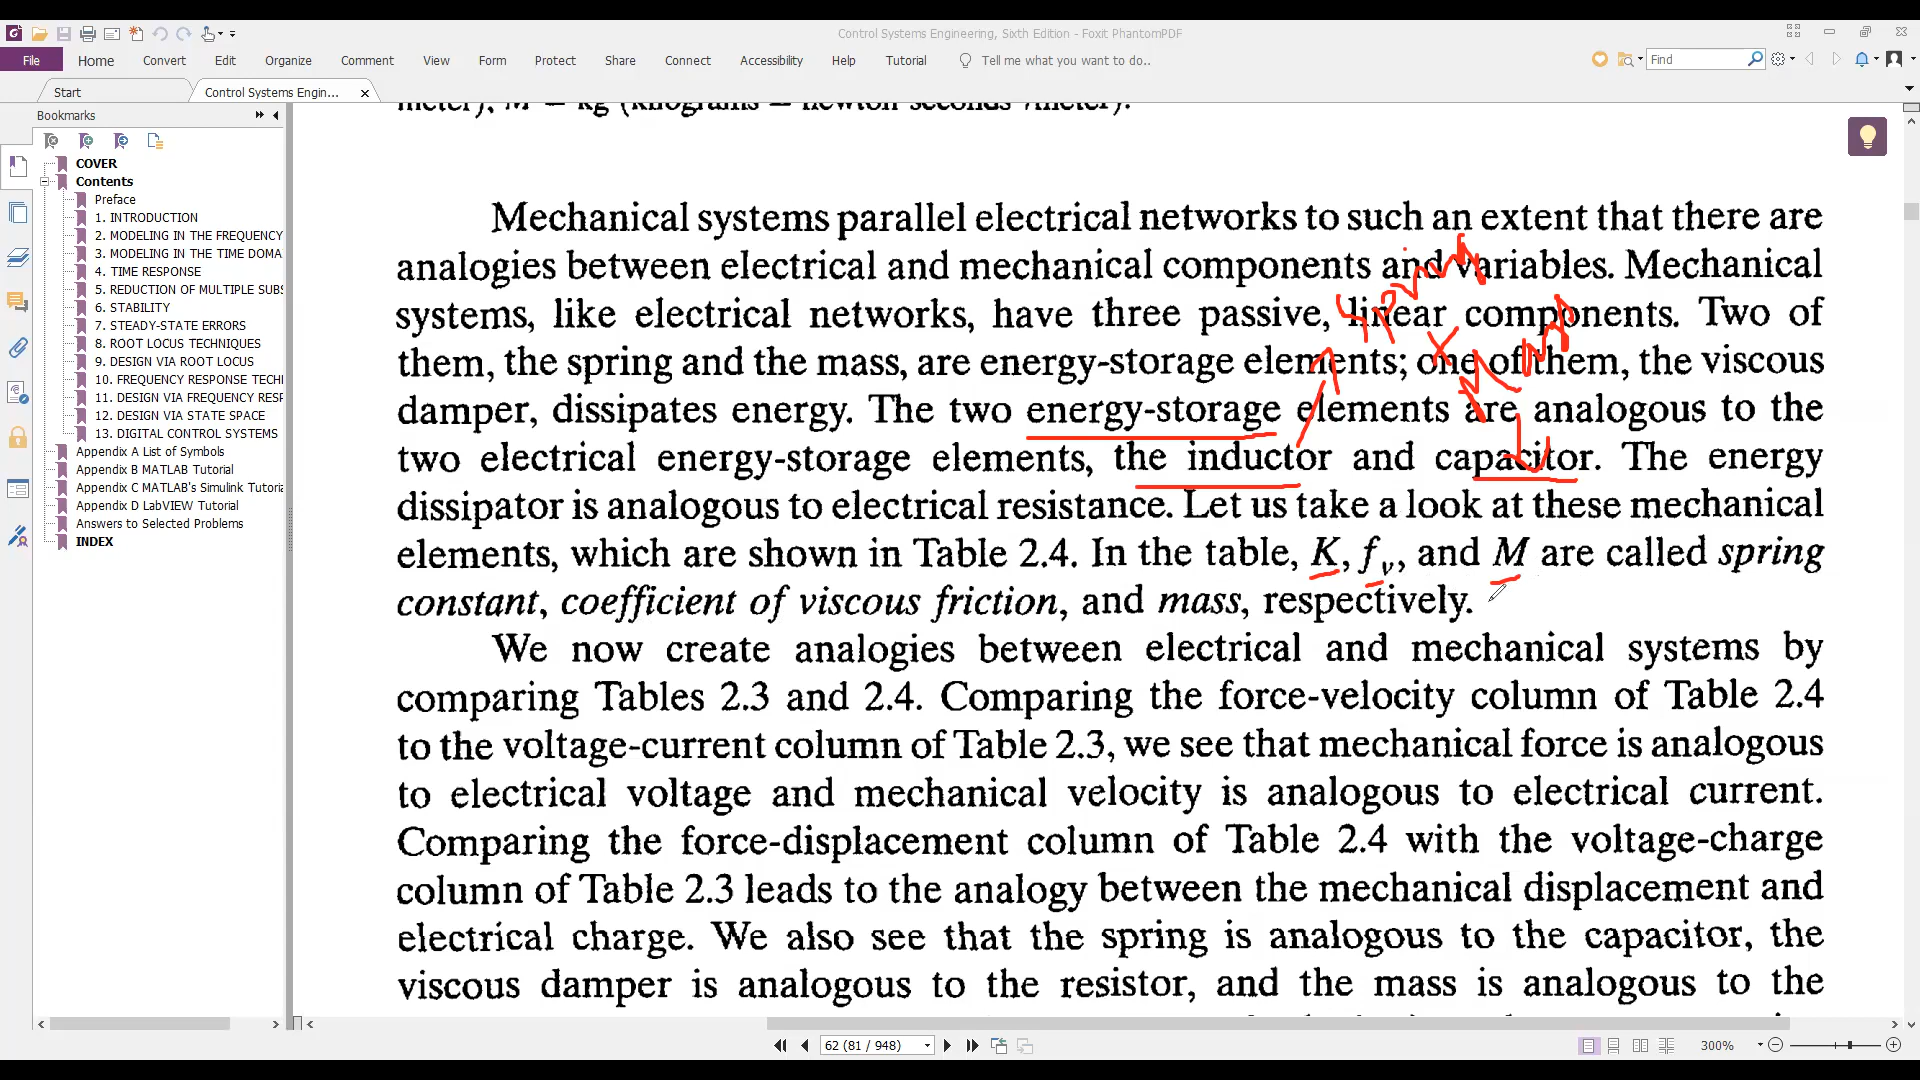 Control Systems Engineering, Sixth Edition - Foxit PhantomPDF
File Home Convert Edit Organize Comment View Form Protect Share Connect Accessibility Help Tutorial Tell me what you want to do.. Find
Start Control Systems Engin... x
Bookmarks
COVER
Contents
Preface
1. INTRODUCTION
2. MODELING IN THE FREQUENCY
3. MODELING IN THE TIME DOMA
4. TIME RESPONSE
5. REDUCTION OF MULTIPLE SUBS
6. STABILITY
7. STEADY-STATE ERRORS
8. ROOT LOCUS TECHNIQUES
9. DESIGN VIA ROOT LOCUS
10. FREQUENCY RESPONSE TECHI
11. DESIGN VIA FREQUENCY RESP
12. DESIGN VIA STATE SPACE
13. DIGITAL CONTROL SYSTEMS
Appendix A List of Symbols
Appendix B MATLAB Tutorial
Appendix C MATLAB's Simulink Tutoria
Appendix D LabVIEW Tutorial
Answers to Selected Problems
INDEX
meter), M = kg (kilograms = newton-seconds²/meter).
Mechanical systems parallel electrical networks to such an extent that there are
analogies between electrical and mechanical components and variables. Mechanical
systems, like electrical networks, have three passive, linear components. Two of
them, the spring and the mass, are energy-storage elements; one of them, the viscous
damper, dissipates energy. The two energy-storage elements are analogous to the
two electrical energy-storage elements, the inductor and capacitor. The energy
dissipator is analogous to electrical resistance. Let us take a look at these mechanical
elements, which are shown in Table 2.4. In the table, K, fv, and M are called spring
constant, coefficient of viscous friction, and mass, respectively.
We now create analogies between electrical and mechanical systems by
comparing Tables 2.3 and 2.4. Comparing the force-velocity column of Table 2.4
to the voltage-current column of Table 2.3, we see that mechanical force is analogous
to electrical voltage and mechanical velocity is analogous to electrical current.
Comparing the force-displacement column of Table 2.4 with the voltage-charge
column of Table 2.3 leads to the analogy between the mechanical displacement and
electrical charge. We also see that the spring is analogous to the capacitor, the
viscous damper is analogous to the resistor, and the mass is analogous to the
spring
x
Mass
62 (81 / 948)
300%